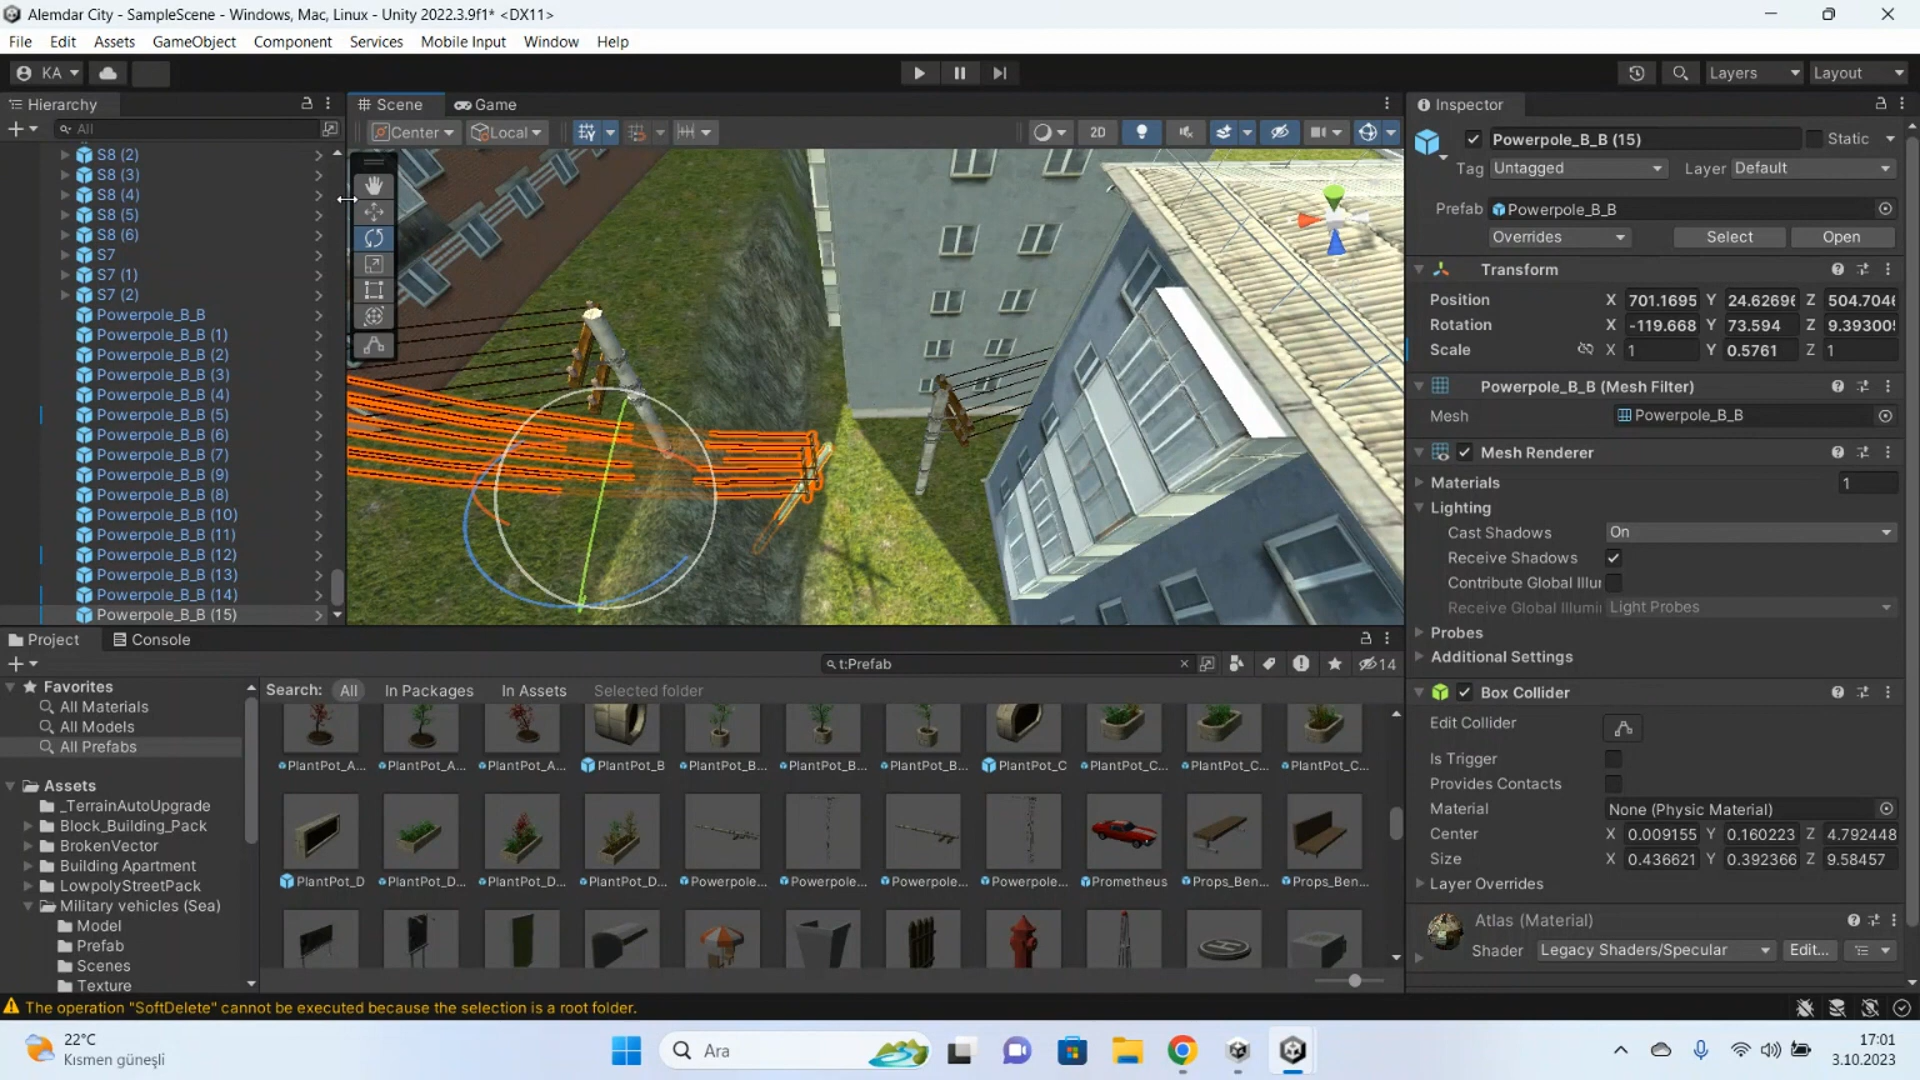 Alemdar City - SampleScene - Windows, Mac, Linux - Unity 2022.3.9f1* <DX11>
File Edit Assets GameObject Component Services Mobile Input Window Help
KA
Layers
Layout
Hierarchy
Scene
Game
All
Center
Local
2D
S8 (2)
S8 (3)
S8 (4)
S8 (5)
S8 (6)
S7
S7 (1)
S7 (2)
Powerpole_B_B
Powerpole_B_B (1)
Powerpole_B_B (2)
Powerpole_B_B (3)
Powerpole_B_B (4)
Powerpole_B_B (5)
Powerpole_B_B (6)
Powerpole_B_B (7)
Powerpole_B_B (9)
Powerpole_B_B (8)
Powerpole_B_B (10)
Powerpole_B_B (11)
Powerpole_B_B (12)
Powerpole_B_B (13)
Powerpole_B_B (14)
Powerpole_B_B (15)
Inspector
Powerpole_B_B (15)
Static
Tag Untagged
Layer Default
Prefab Powerpole_B_B
Overrides
Select
Open
Transform
Position X 701.1695 Y 24.6269 Z 504.704
Rotation X -119.668 Y 73.594 Z 9.39300
Scale X 1 Y 0.5761 Z 1
Powerpole_B_B (Mesh Filter)
Mesh Powerpole_B_B
Mesh Renderer
Materials 1
Lighting
Cast Shadows On
Receive Shadows
Contribute Global Illur
Receive Global Illumin Light Probes
Probes
Additional Settings
Box Collider
Edit Collider
Is Trigger
Provides Contacts
Material None (Physic Material)
Center X 0.009155 Y 0.160223 Z 4.792448
Size X 0.436621 Y 0.392366 Z 9.58457
Layer Overrides
Atlas (Material)
Shader Legacy Shaders/Specular Edit...
Project
Console
t:Prefab
14
Search: All In Packages In Assets Selected folder
Favorites
All Materials
All Models
All Prefabs
Assets
_TerrainAutoUpgrade
Block_Building_Pack
BrokenVector
Building Apartment
LowpolyStreetPack
Military vehicles (Sea)
Model
Prefab
Scenes
Texture
PlantPot_A... PlantPot_A... PlantPot_A... PlantPot_B PlantPot_B... PlantPot_B... PlantPot_B... PlantPot_C PlantPot_C... PlantPot_C... PlantPot_C...
PlantPot_D PlantPot_D... PlantPot_D... PlantPot_D... Powerpole... Powerpole... Powerpole... Powerpole... Prometheus Props_Ben... Props_Ben...
The operation "SoftDelete" cannot be executed because the selection is a root folder.
22°C
Kısmen güneşli
Ara
17:01
3.10.2023